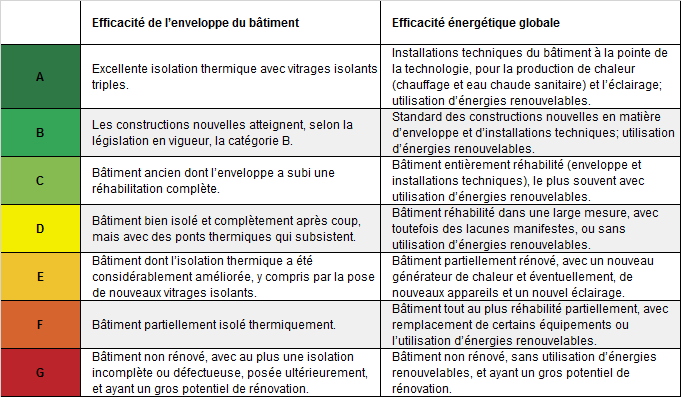 Efficacité de l'enveloppe du bâtiment
Efficacité énergétique globale
A
Excellente isolation thermique avec vitrages isolants
triples.
Installations techniques du bâtiment à la pointe de
la technologie, pour la production de chaleur
(chauffage et eau chaude sanitaire) et l'éclairage;
utilisation d'énergies renouvelables.
B
Les constructions nouvelles atteignent, selon la
législation en vigueur, la catégorie B.
Standard des constructions nouvelles en matière
d'enveloppe et d'installations techniques; utilisation
d'énergies renouvelables.
C
Bâtiment ancien dont l'enveloppe a subi une
réhabilitation complète.
Bâtiment entièrement réhabilité (enveloppe et
installations techniques), le plus souvent avec
utilisation d'énergies renouvelables.
D
Bâtiment bien isolé et complètement après coup,
mais avec des ponts thermiques qui subsistent.
Bâtiment réhabilité dans une large mesure, avec
toutefois des lacunes manifestes, ou sans
utilisation d'énergies renouvelables.
E
Bâtiment dont l'isolation thermique a été
considérablement améliorée, y compris par la pose
de nouveaux vitrages isolants.
Bâtiment partiellement rénové, avec un nouveau
générateur de chaleur et éventuellement, de
nouveaux appareils et un nouvel éclairage.
F
Bâtiment partiellement isolé thermiquement.
Bâtiment tout au plus réhabilité partiellement, avec
remplacement de certains équipements ou
l'utilisation d'énergies renouvelables.
G
Bâtiment non rénové, avec au plus une isolation
incomplète ou défectueuse, posée ultérieurement,
et ayant un gros potentiel de rénovation.
Bâtiment non rénové, sans utilisation d'énergies
renouvelables, et ayant un gros potentiel de
rénovation.